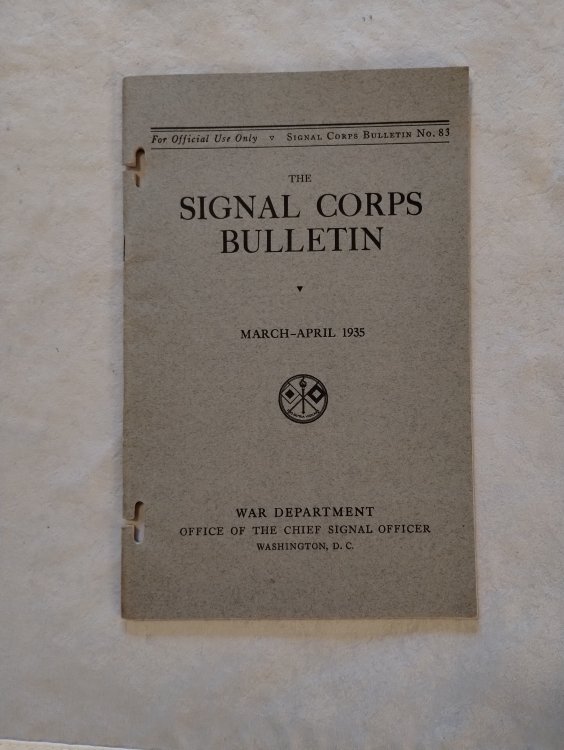 For Official Use Only ▿ SIGNAL CORPS BULLETIN No. 83
THE
SIGNAL CORPS
BULLETIN
MARCH–APRIL 1935
WAR DEPARTMENT
OFFICE OF THE CHIEF SIGNAL OFFICER
WASHINGTON, D. C.